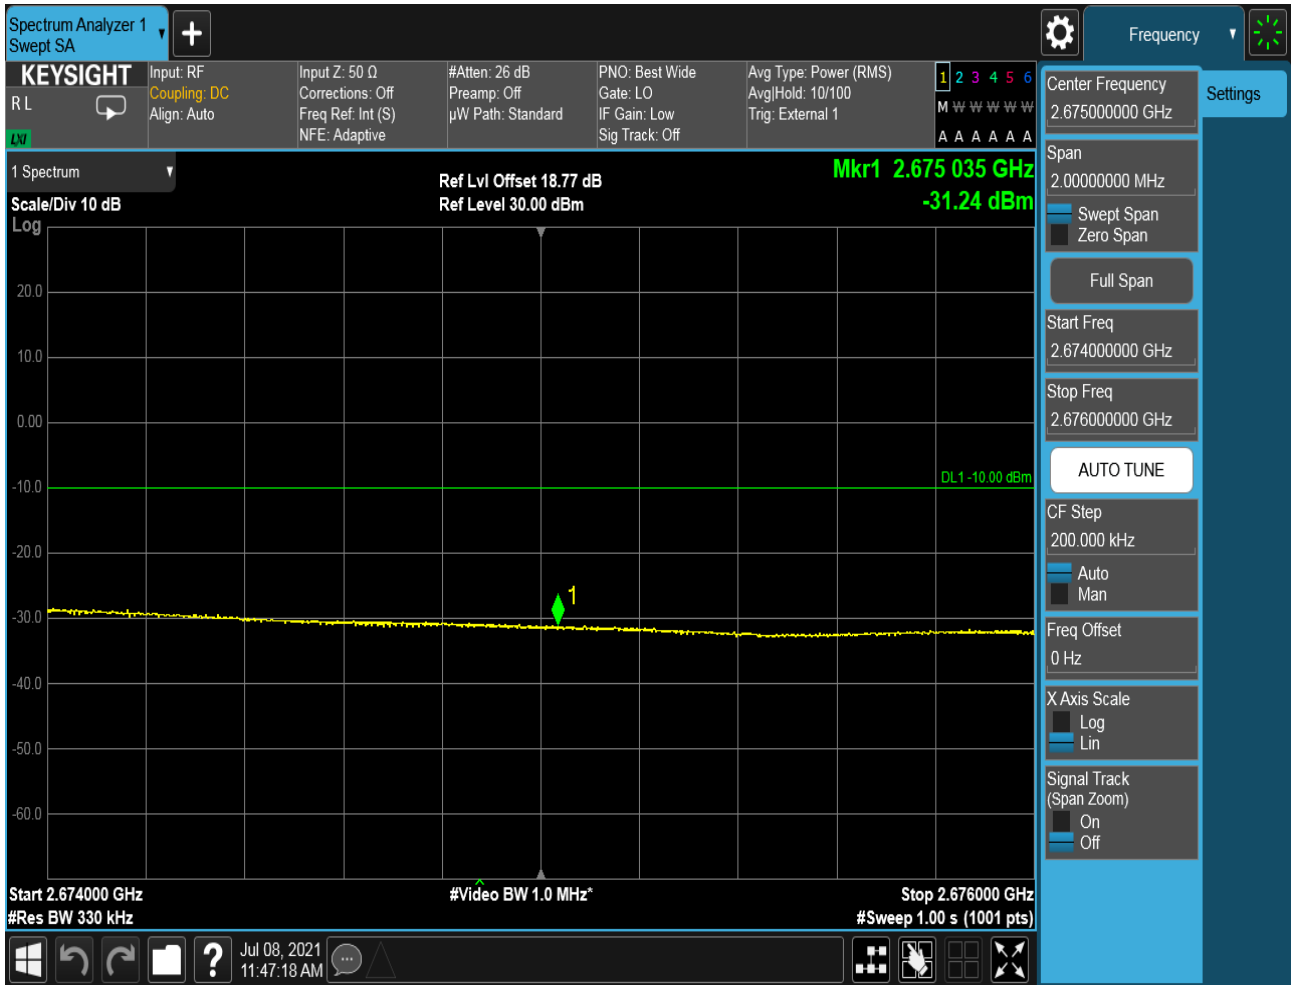 Spectrum Analyzer 1
Swept SA
Frequency
KEYSIGHT
R L
LXI
Input: RF
Coupling: DC
Align: Auto
Input Z: 50 Ω
Corrections: Off
Freq Ref: Int (S)
NFE: Adaptive
#Atten: 26 dB
Preamp: Off
µW Path: Standard
PNO: Best Wide
Gate: LO
IF Gain: Low
Sig Track: Off
Avg Type: Power (RMS)
Avg|Hold: 10/100
Trig: External 1
1 2 3 4 5 6
M W W W W W
A A A A A A
Center Frequency
2.675000000 GHz
Settings
1 Spectrum
Scale/Div 10 dB
Log
Ref Lvl Offset 18.77 dB
Ref Level 30.00 dBm
Mkr1 2.675 035 GHz
-31.24 dBm
Span
2.00000000 MHz
Swept Span
Zero Span
Full Span
Start Freq
2.674000000 GHz
Stop Freq
2.676000000 GHz
AUTO TUNE
CF Step
200.000 kHz
Auto
Man
Freq Offset
0 Hz
X Axis Scale
Log
Lin
Signal Track
(Span Zoom)
On
Off
20.0
10.0
0.00
-10.0
DL1 -10.00 dBm
-20.0
1
-30.0
-40.0
-50.0
-60.0
Start 2.674000 GHz
#Video BW 1.0 MHz*
Stop 2.676000 GHz
#Res BW 330 kHz
#Sweep 1.00 s (1001 pts)
?
Jul 08, 2021
11:47:18 AM